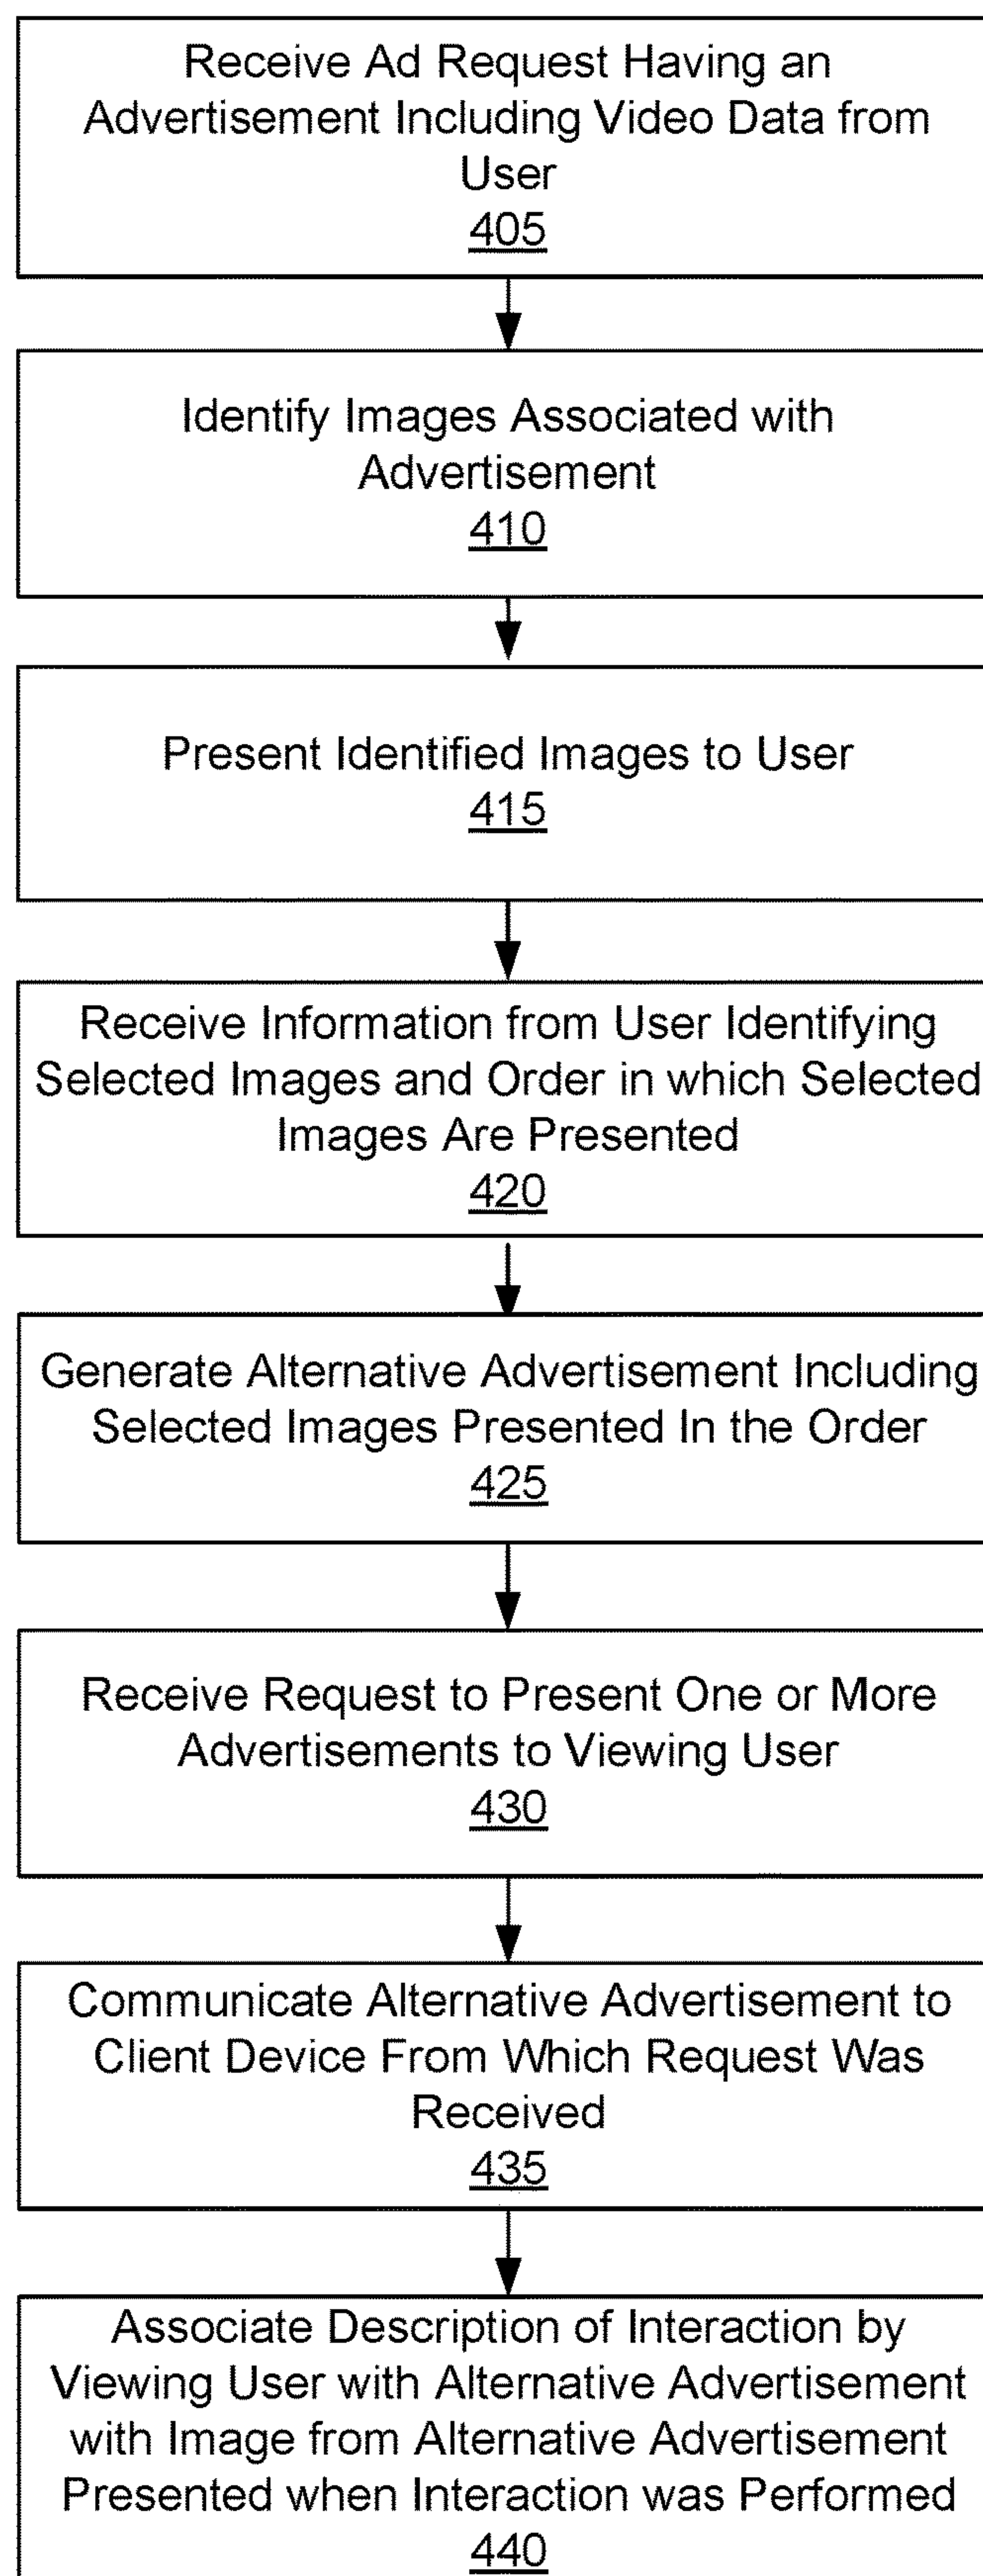 Receive Ad Request Having an
Advertisement Including Video Data from
User
405
Identify Images Associated with
Advertisement
410
Present Identified Images to User
415
Receive Information from User Identifying
Selected Images and Order in which Selected
Images Are Presented
420
Generate Alternative Advertisement Including
Selected Images Presented In the Order
425
Receive Request to Present One or More
Advertisements to Viewing User
430
Communicate Alternative Advertisement to
Client Device From Which Request Was
Received
435
Associate Description of Interaction by
Viewing User with Alternative Advertisement
with Image from Alternative Advertisement
Presented when Interaction was Performed
440